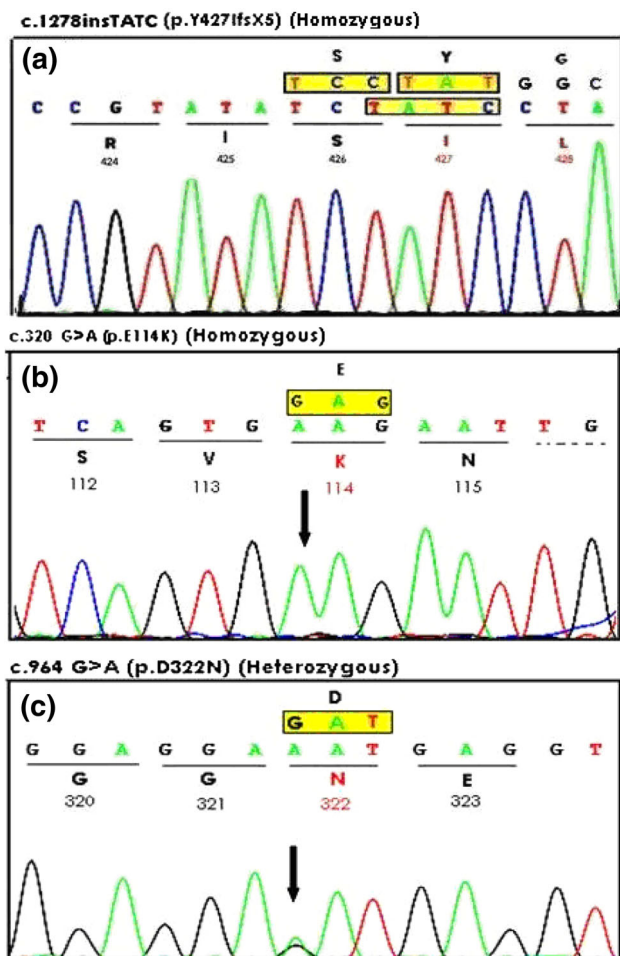 c.1278insTATC (p.Y427IfsX5) (Homozygous)
(a)
S Y G
T C C T A T G G C
C C G T A T A T C T A T C C T A
R I S I L
424 425 426 427 428
c.320 G>A (p.E114K) (Homozygous)
(b)
E
G A G
T C A G T G A A G A A T T G
S V K N
112 113 114 115
c.964 G>A (p.D322N) (Heterozygous)
(c)
D
G A T
G G A G G A A A T G A G G T
G G N E
320 321 322 323